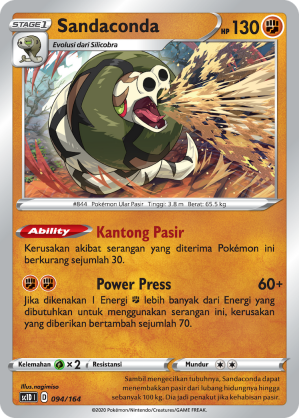 STAGE 1
Sandaconda
HP 130
Evolusi dari Silicobra
#844 Pokémon Ular Pasir Tinggi: 3.8 m Berat: 65.5 kg
Ability Kantong Pasir
Kerusakan akibat serangan yang diterima Pokémon ini
berkurang sejumlah 30.
Power Press 60+
Jika dikenakan 1 Energi lebih banyak dari Energi yang
dibutuhkan untuk menggunakan serangan ini, kerusakan
yang diberikan bertambah sejumlah 70.
Kelemahan × 2 Resistansi Mundur
Illus. nagimiso
Sambil mengecilkan tubuhnya, Sandaconda dapat
menembakkan pasir dari lubang hidungnya hingga
sebanyak 100 kg. Dia jadi penakut jika kehabisan pasir.
sc1D I D 094/164
©2020 Pokémon/Nintendo/Creatures/GAME FREAK.